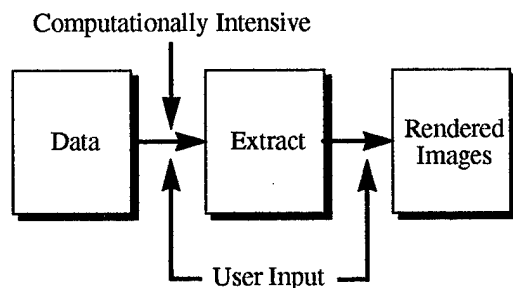 Computationally Intensive
Data
Extract
Rendered
Images
User Input